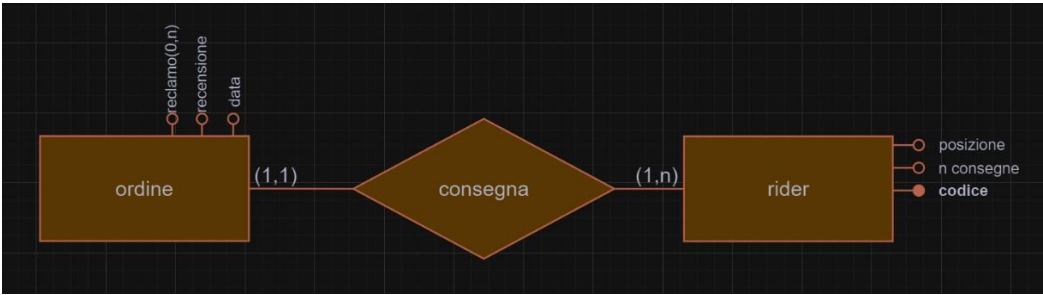 reclamo(0,n)
recensione
data
ordine
(1,1)
consegna
(1,n)
rider
posizione
n consegne
codice